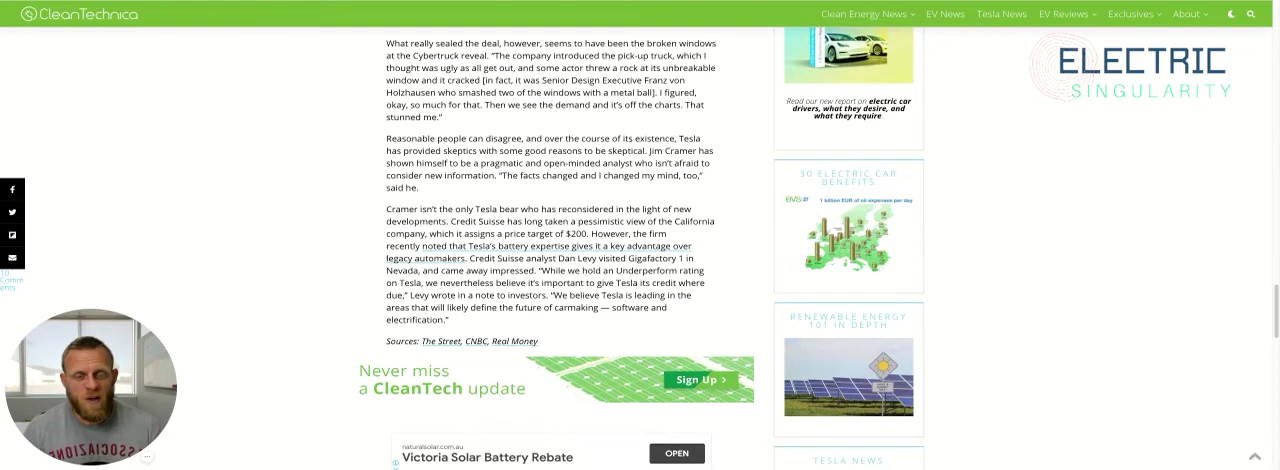 CleanTechnica
Clean Energy News
EV News
Tesla News
EV Reviews
Exclusives
About
What really sealed the deal, however, seems to have been the broken windows
at the Cybertruck reveal. “The company introduced the pick-up truck, which I
thought was ugly as all get out, and some actor threw a rock at its unbreakable
window and it cracked [in fact, it was Senior Design Executive Franz von
Holzhausen who smashed two of the windows with a metal ball]. I figured,
okay, so much for that. Then we see the demand and it’s off the charts. That
stunned me.”
Reasonable people can disagree, and over the course of its existence, Tesla
has provided skeptics with some good reasons to be skeptical. Jim Cramer has
shown himself to be a pragmatic and open-minded analyst who isn’t afraid to
consider new information. “The facts changed and I changed my mind, too,”
said he.
Cramer isn’t the only Tesla bear who has reconsidered in the light of new
developments. Credit Suisse has long taken a pessimistic view of the California
company, which it assigns a price target of $200. However, the firm
recently noted that Tesla’s battery expertise gives it a key advantage over
legacy automakers. Credit Suisse analyst Dan Levy visited Gigafactory 1 in
Nevada, and came away impressed. “While we hold an Underperform rating
on Tesla, we nevertheless believe it’s important to give Tesla its credit where
due,” Levy wrote in a note to investors. “We believe Tesla is leading in the
areas that will likely define the future of carmaking — software and
electrification.”
Sources: The Street, CNBC, Real Money
Never miss
a CleanTech update
Sign Up >
naturalsolar.com.au
Victoria Solar Battery Rebate
OPEN
Read our new report on electric car
drivers, what they desire, and
what they require.
30 ELECTRIC CAR
BENEFITS
1 billion EUR of oil expenses per day
RENEWABLE ENERGY
101 IN DEPTH
TESLA NEWS
ELECTRIC
SINGULARITY
10
Comm
ents